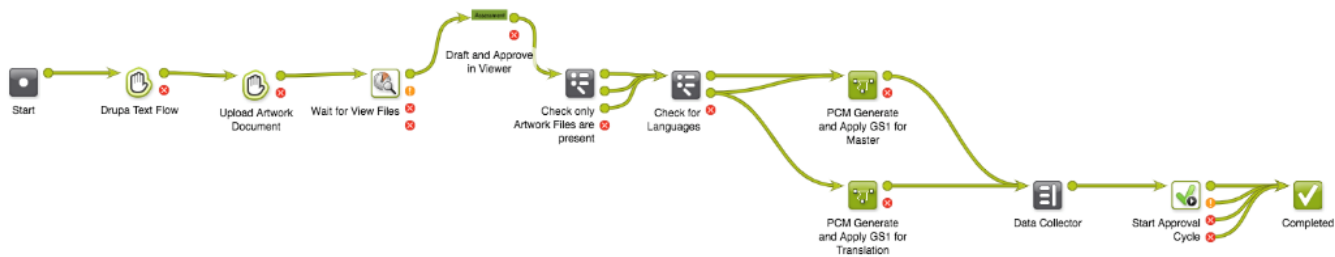 Start
Drupa Text Flow
Upload Artwork
Document
Wait for View Files
Draft and Approve
in Viewer
Check only
Artwork Files are
present
Check for
Languages
PCM Generate
and Apply GS1 for
Master
PCM Generate
and Apply GS1 for
Translation
Data Collector
Start Approval
Cycle
Completed